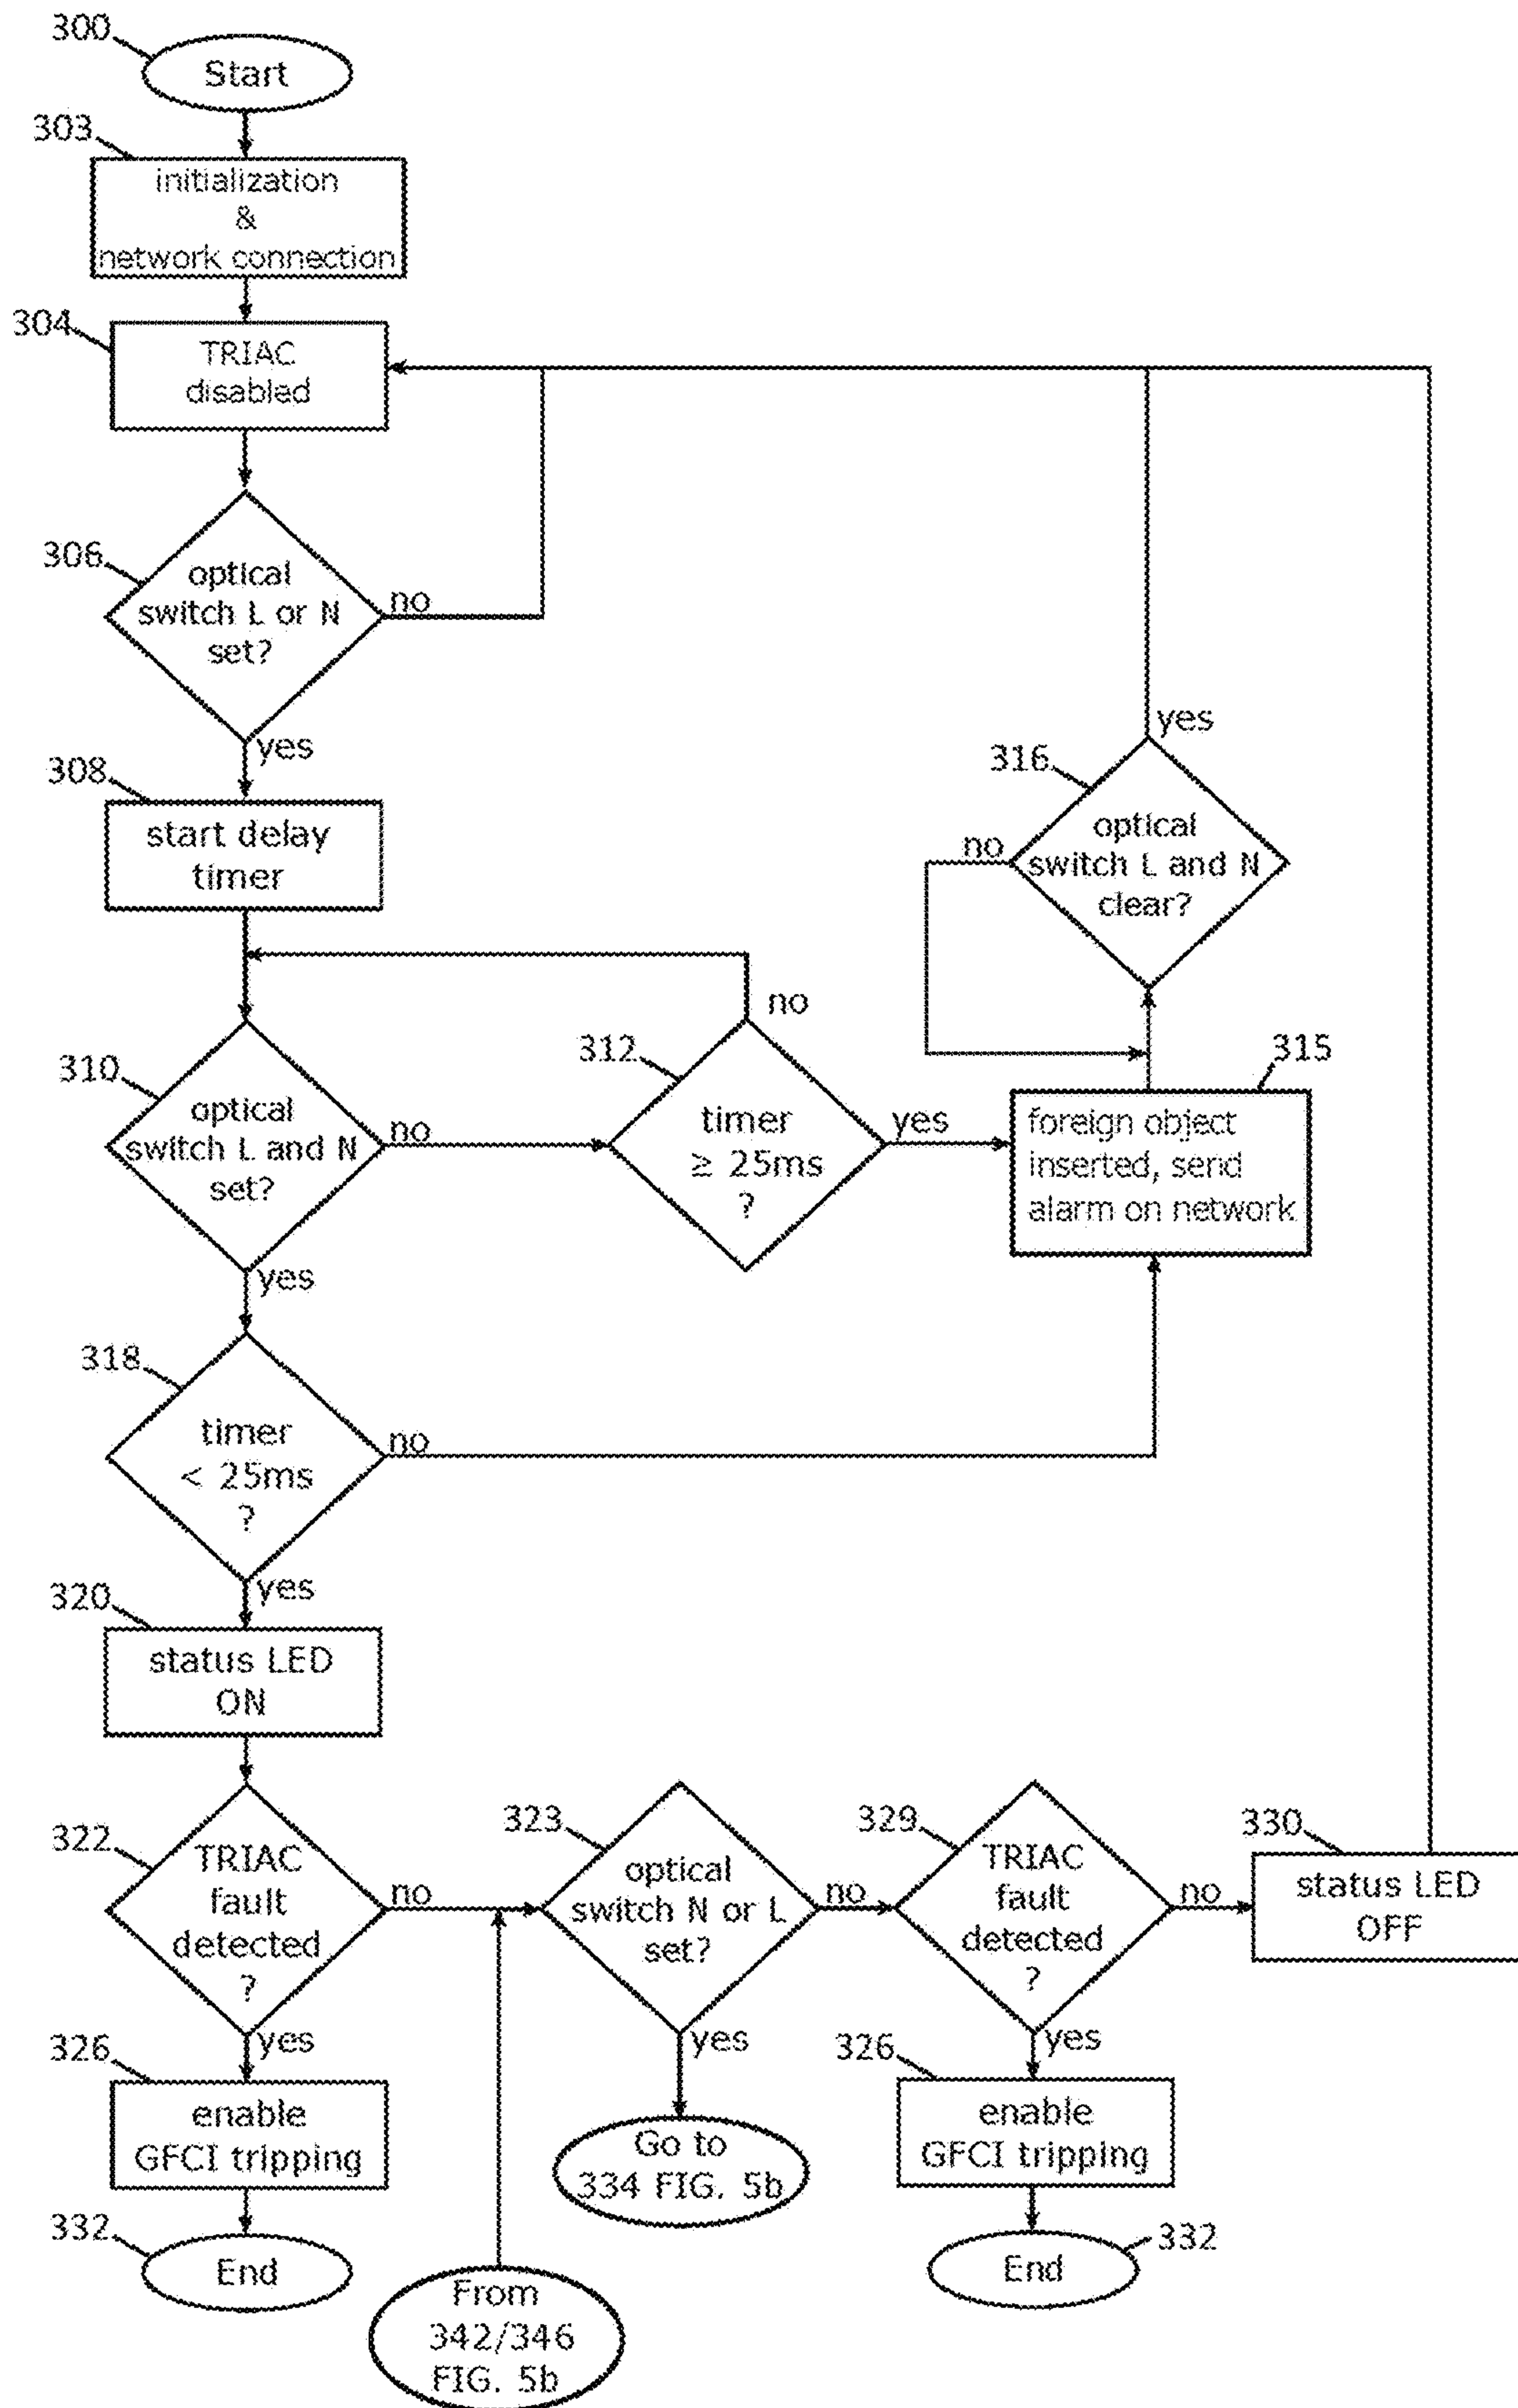 300
Start
303
initialization
&
network connection
304
TRIAC
disabled
306
optical
switch L or N
set?
no
yes
308
start delay
timer
316
yes
optical
switch L and N
clear?
no
310
optical
switch L and N
set?
no
yes
312
no
timer
≥ 25ms
?
yes
315
foreign object
inserted, send
alarm on network
318
timer
< 25ms
?
no
yes
320
status LED
ON
322
TRIAC
fault
detected
?
no
yes
323
optical
switch N or L
set?
no
yes
329
TRIAC
fault
detected
?
no
yes
330
status LED
OFF
326
enable
GFCI tripping
332
End
Go to
334 FIG. 5b
326
enable
GFCI tripping
332
End
From
342/346
FIG. 5b